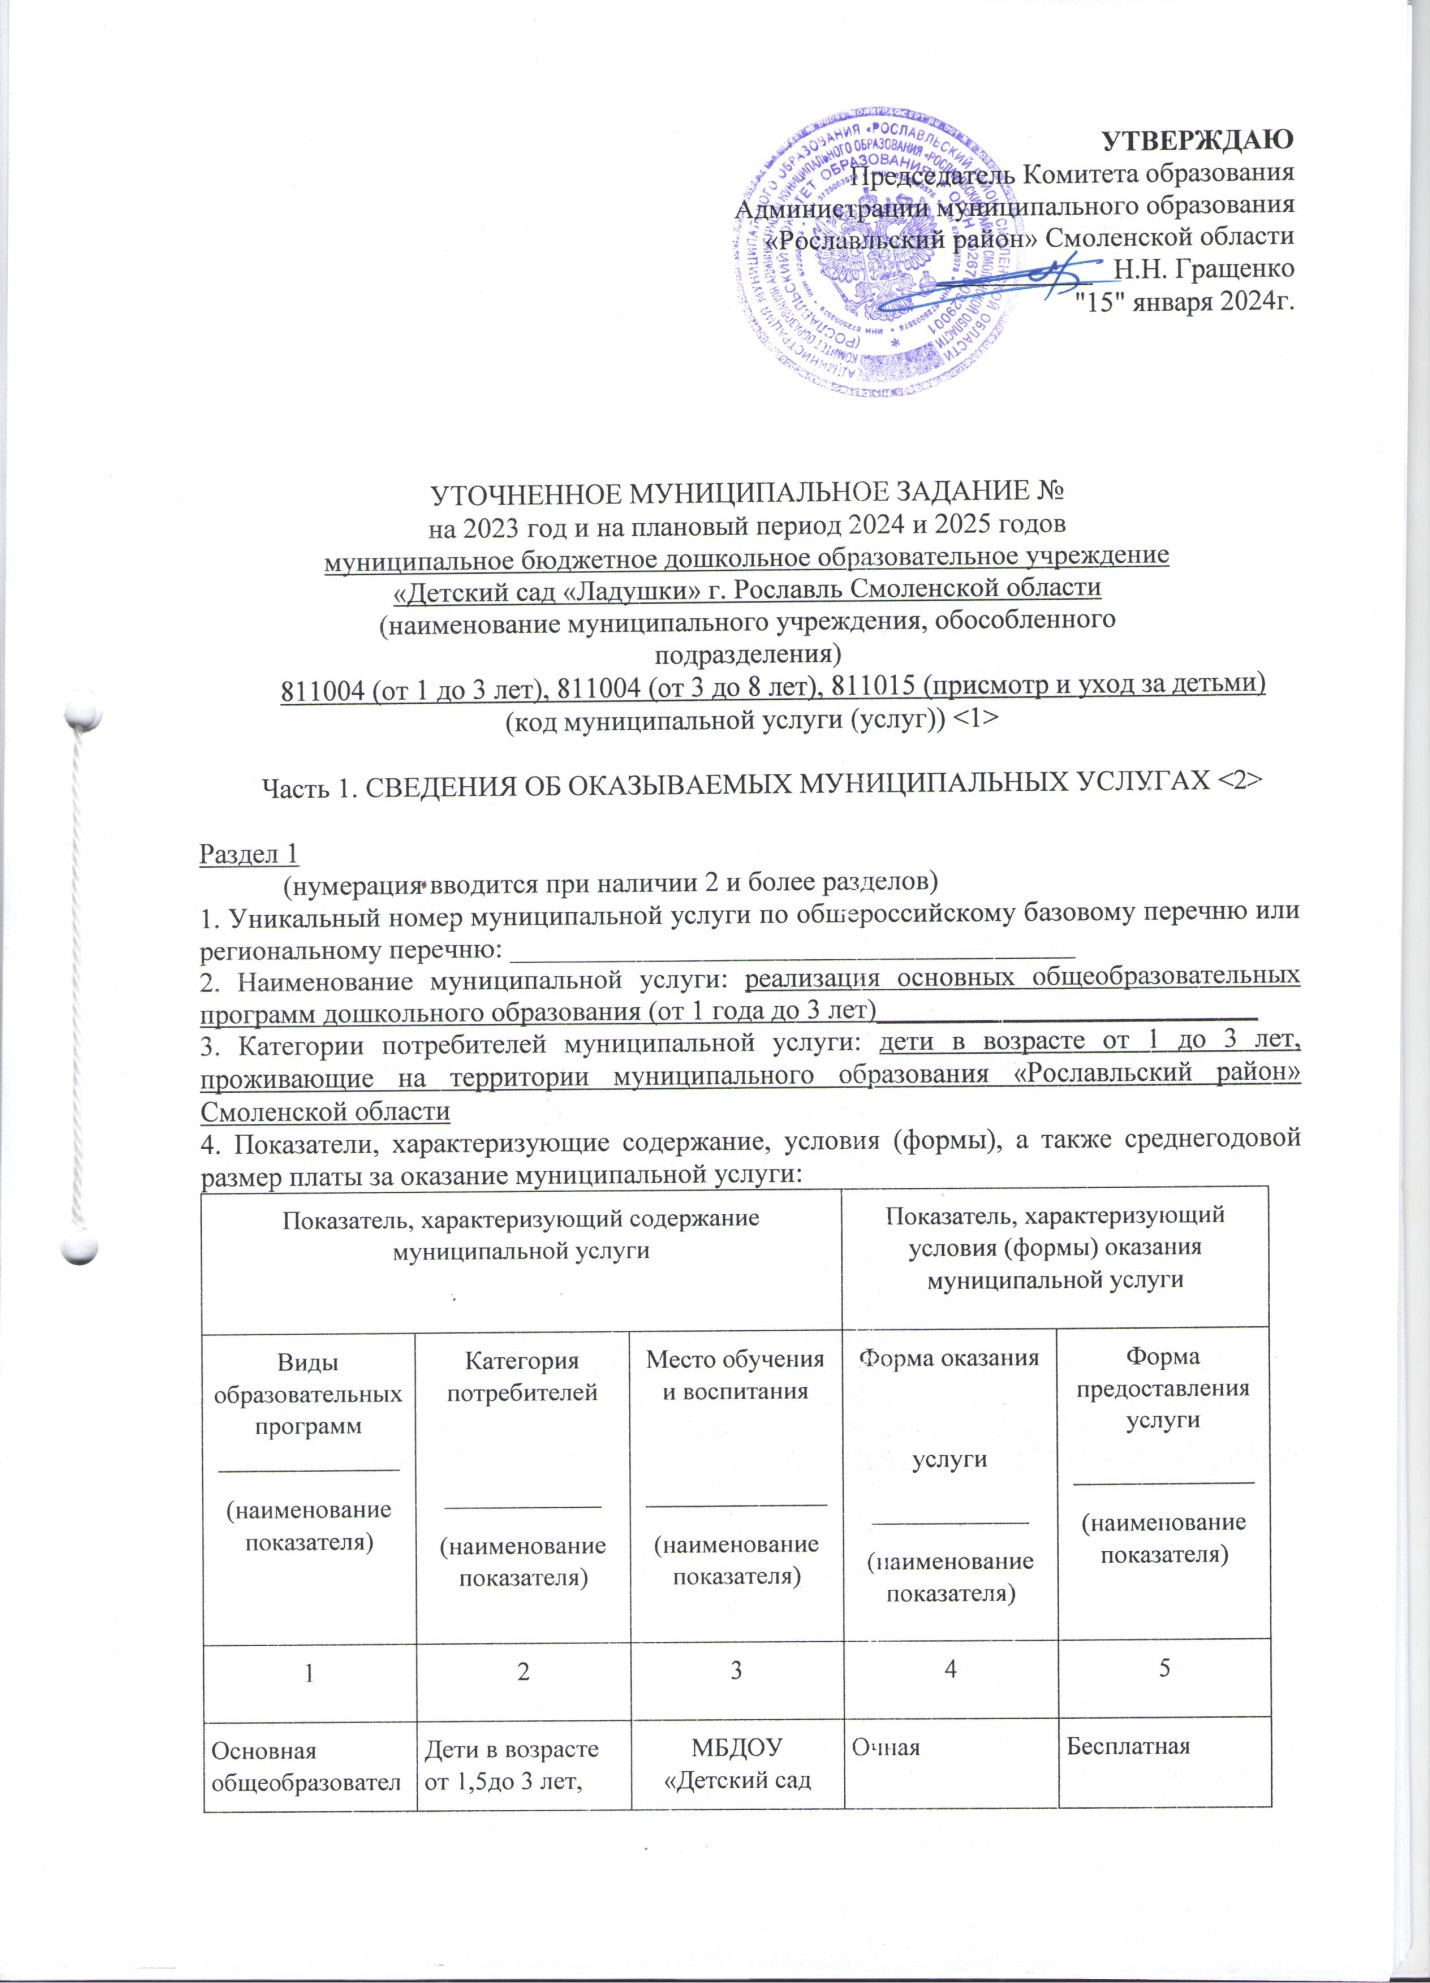 УТВЕРЖДАЮ
Председатель Комитета образования
Администрации муниципального образования
«Рославльский район» Смоленской области
Н.Н. Гращенко
"15" января 2024г.
УТОЧНЕННОЕ МУНИЦИПАЛЬНОЕ ЗАДАНИЕ №
на 2023 год и на плановый период 2024 и 2025 годов
муниципальное бюджетное дошкольное образовательное учреждение
«Детский сад «Ладушки» г. Рославль Смоленской области
(наименование муниципального учреждения, обособленного
подразделения)
811004 (от 1 до 3 лет), 811004 (от 3 до 8 лет), 811015 (присмотр и уход за детьми)
(код муниципальной услуги (услуг)) <1>
Часть 1. СВЕДЕНИЯ ОБ ОКАЗЫВАЕМЫХ МУНИЦИПАЛЬНЫХ УСЛУГАХ <2>
Раздел 1
(нумерация вводится при наличии 2 и более разделов)
1. Уникальный номер муниципальной услуги по общероссийскому базовому перечню или
региональному перечню: ________________________________________
2. Наименование муниципальной услуги: реализация основных общеобразовательных
программ дошкольного образования (от 1 года до 3 лет)___________________________
3. Категории потребителей муниципальной услуги: дети в возрасте от 1 до 3 лет,
проживающие на территории муниципального образования «Рославльский район»
Смоленской области
4. Показатели, характеризующие содержание, условия (формы), а также среднегодовой
размер платы за оказание муниципальной услуги:
Показатель, характеризующий содержание
муниципальной услуги
Показатель, характеризующий
условия (формы) оказания
муниципальной услуги
Виды
образовательных
программ
(наименование
показателя)
Категория
потребителей
(наименование
показателя)
Место обучения
и воспитания
(наименование
показателя)
Форма оказания
услуги
(наименование
показателя)
Форма
предоставления
услуги
(наименование
показателя)
1
2
3
4
5
Основная
общеобразовател
Дети в возрасте
от 1,5до 3 лет,
МБДОУ
«Детский сад
Очная
Бесплатная